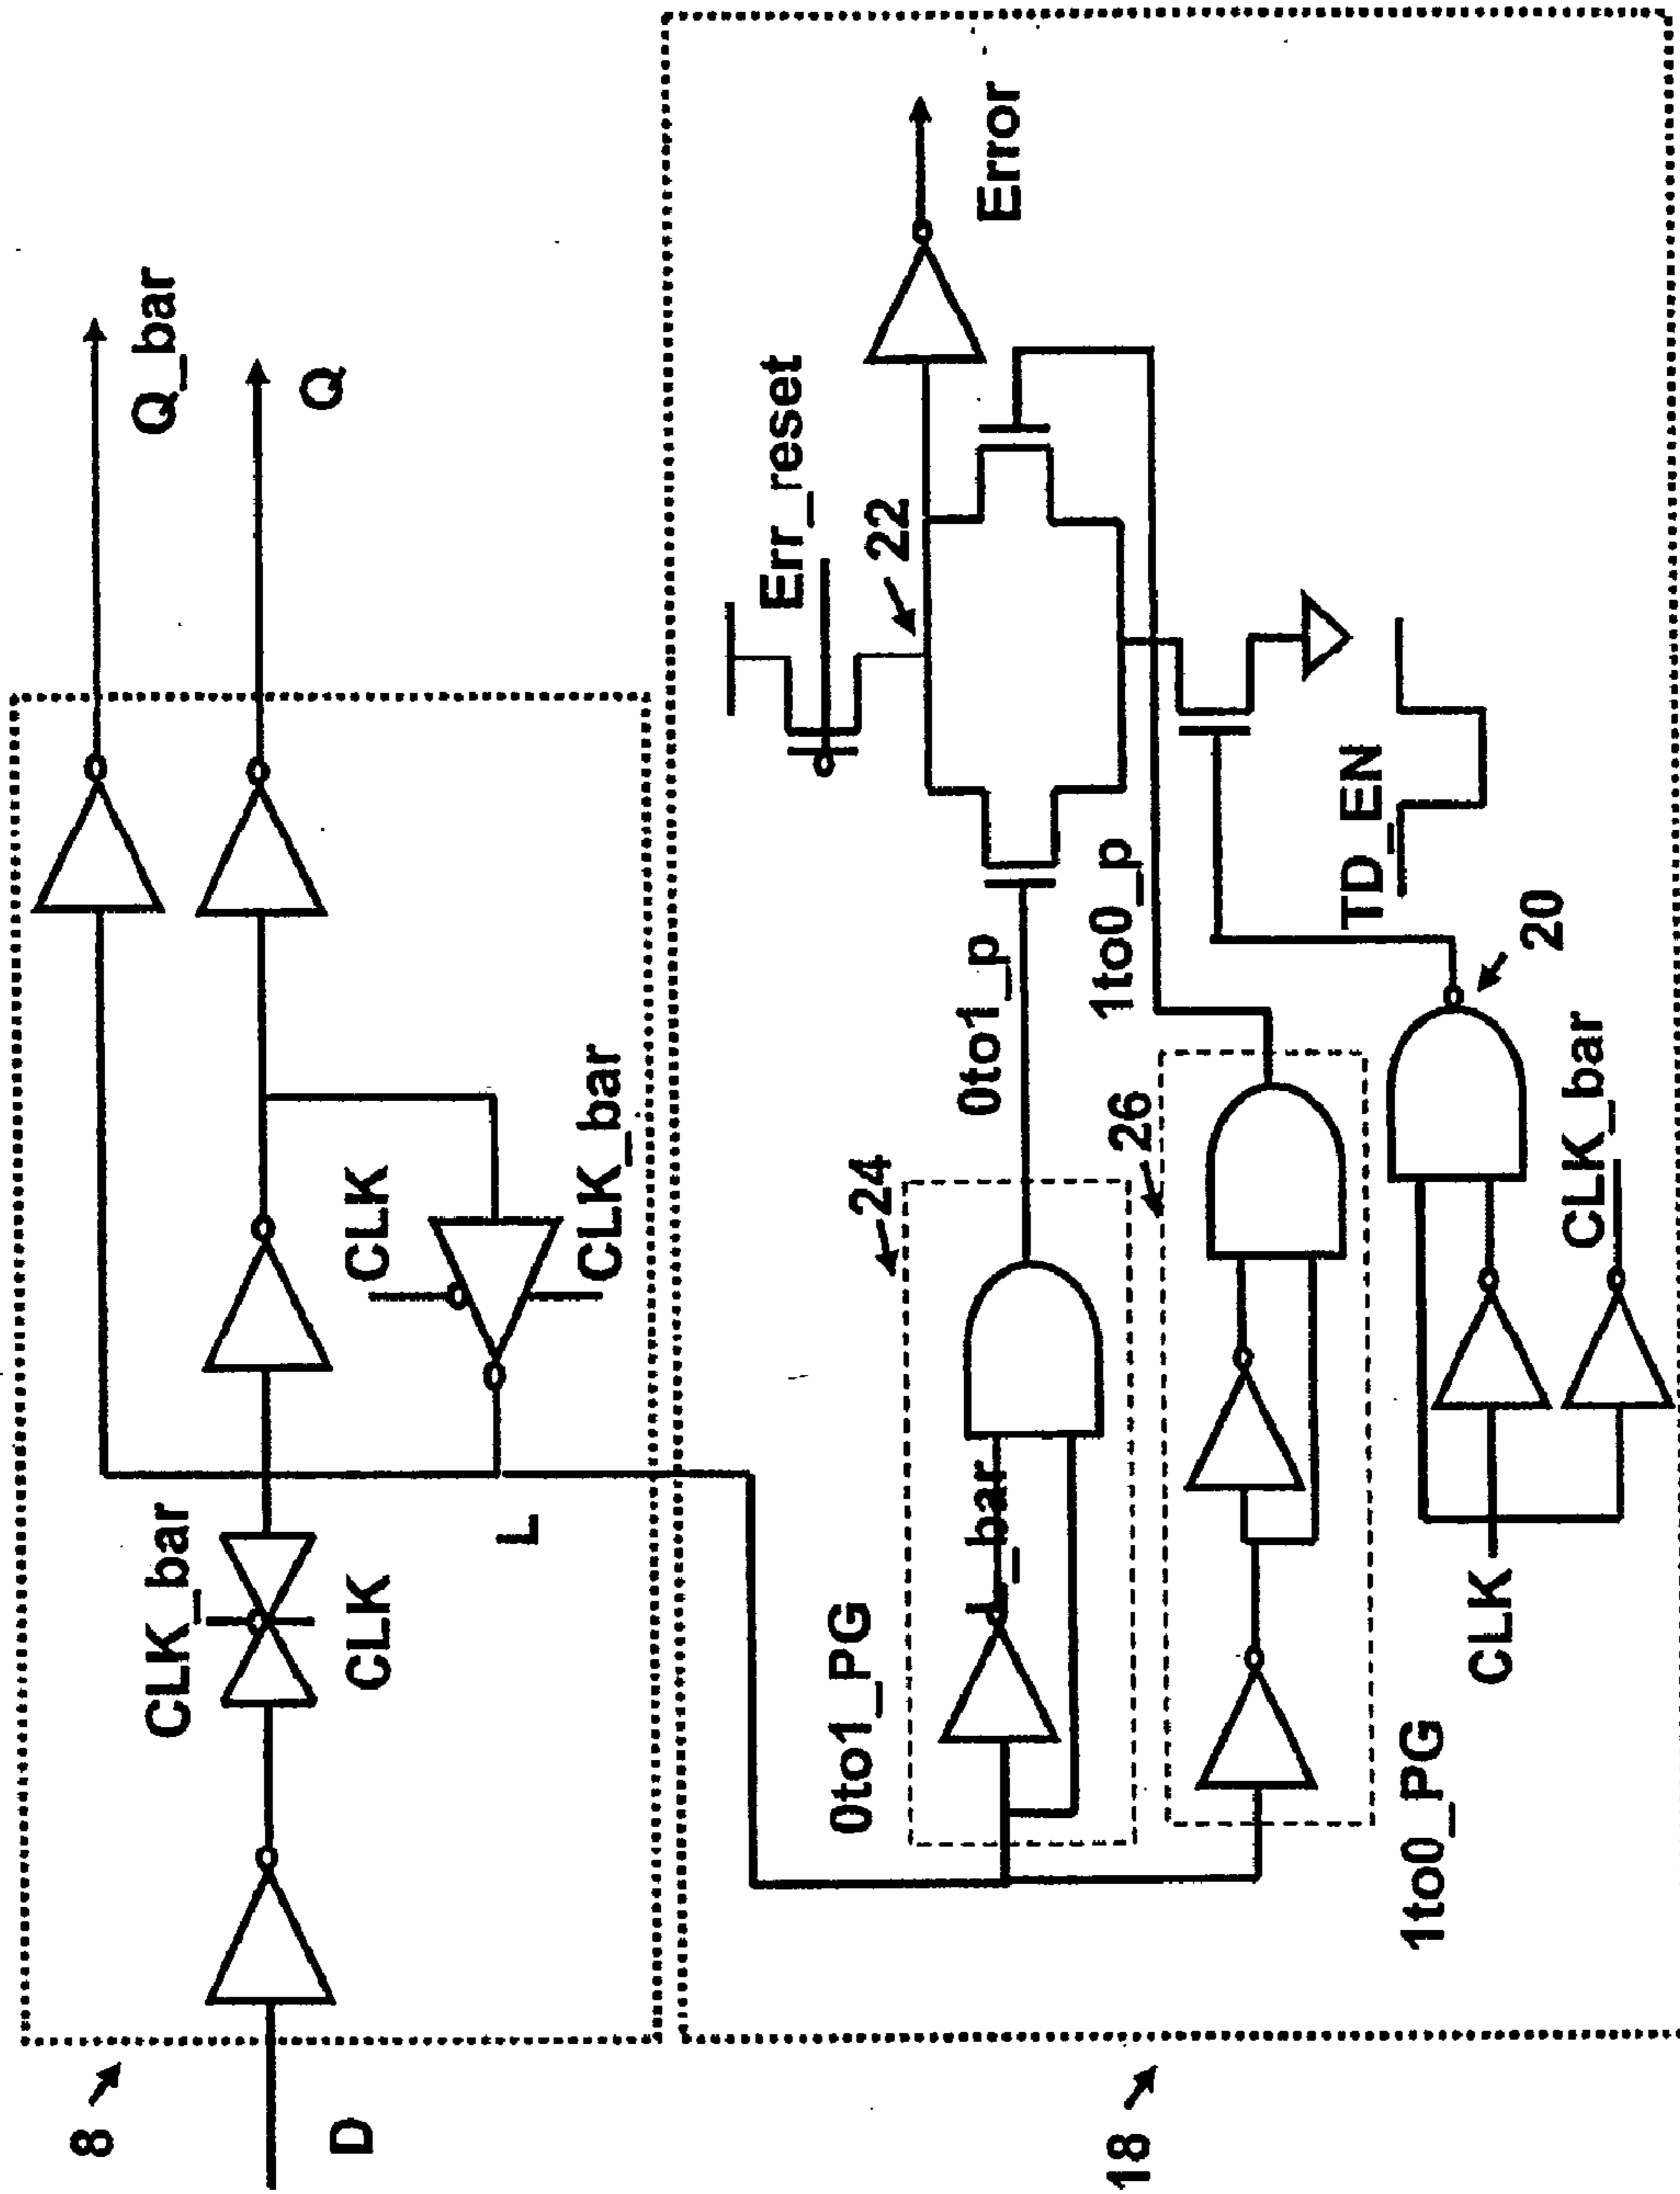 8
D
CLK_bar
CLK
L
CLK
CLK_bar
Q_bar
Q
18
0to1_PG
L_bar
24
0to1_p
1to0_PG
26
1to0_p
CLK
CLK_bar
20
TD_EN
22
Err_reset
Error